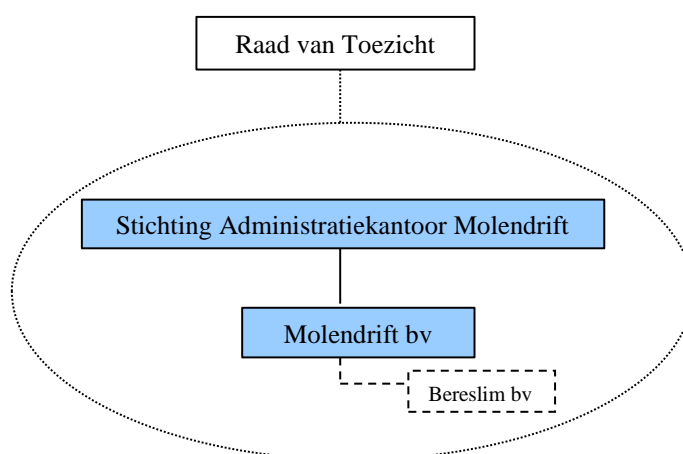 Raad van Toezicht
Stichting Administratiekantoor Molendrift
Molendrift bv
Bereslim bv